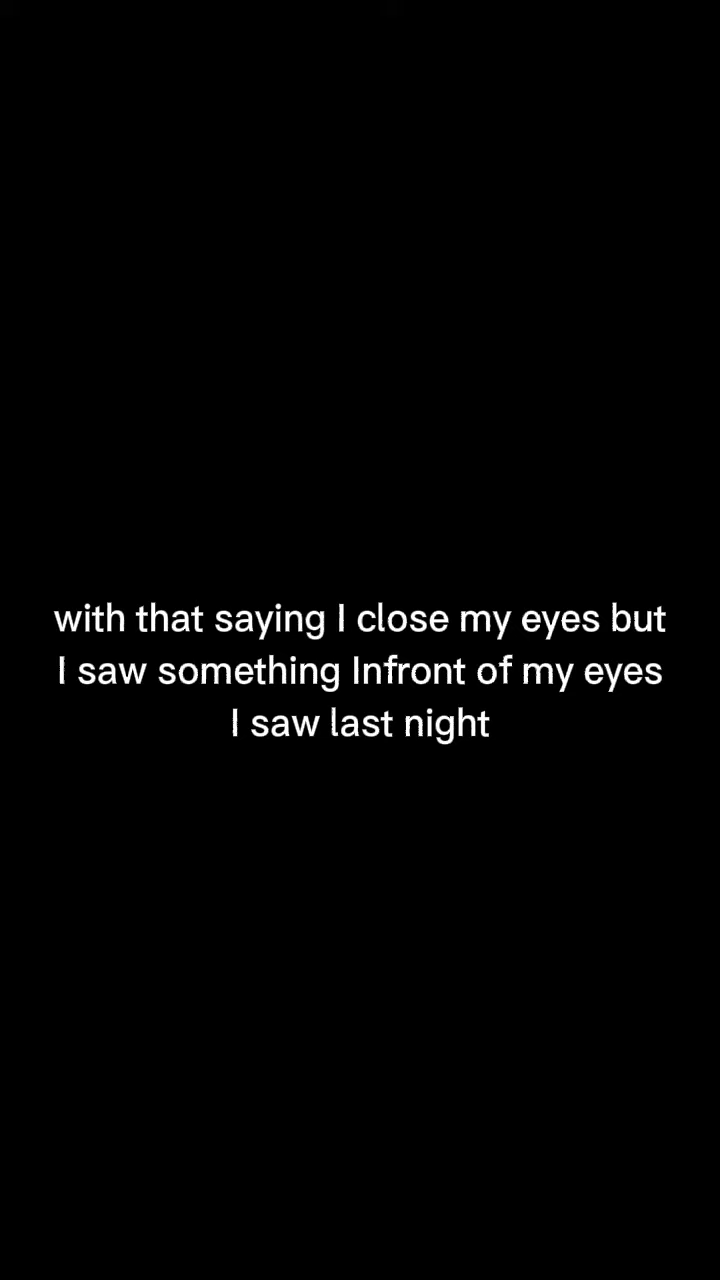 with that saying I close my eyes but
I saw something Infront of my eyes
I saw last night